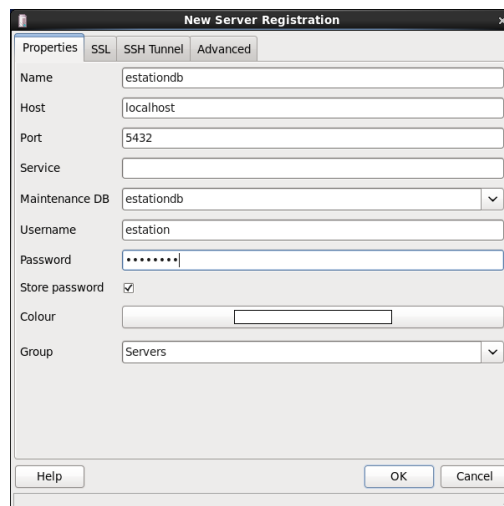 New Server Registration
Properties SSL SSH Tunnel Advanced
Name estationdb
Host localhost
Port 5432
Service
Maintenance DB estationdb
Username estation
Password ••••••••
Store password
Colour
Group Servers
Help OK Cancel